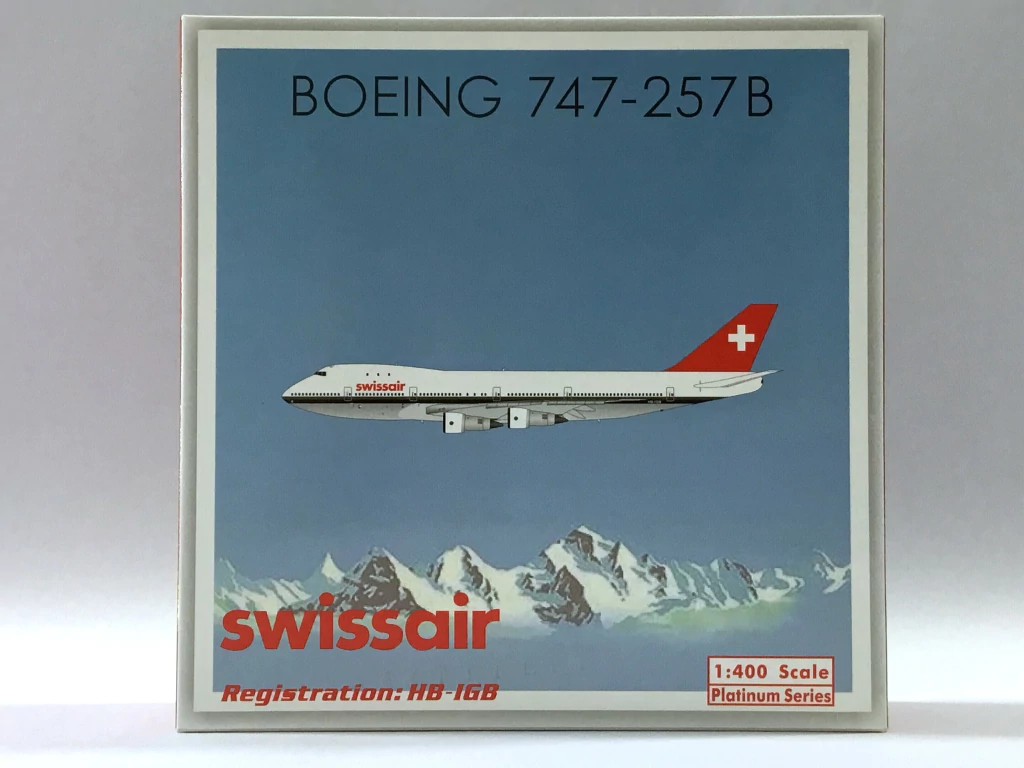 BOEING 747-257B
swissair
swissair
Registration: HB-IGB
1:400 Scale
Platinum Series